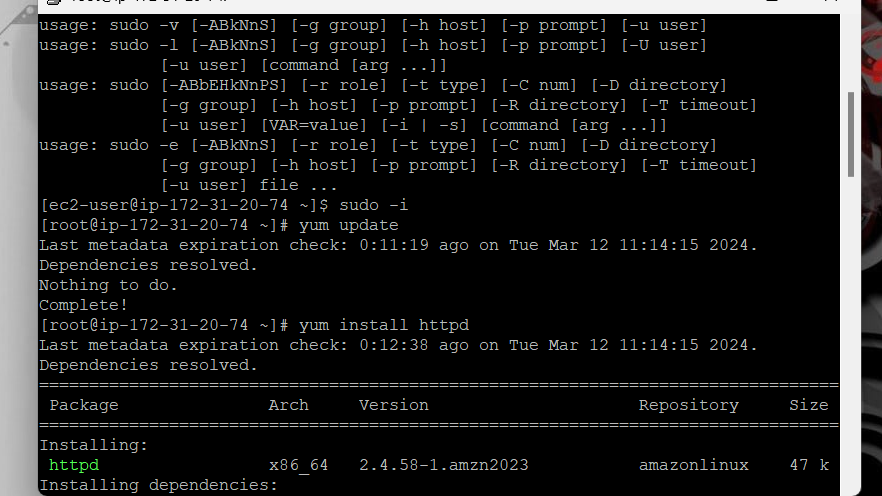 usage: sudo -v [-ABkNnS] [-g group] [-h host] [-p prompt] [-u user]
usage: sudo -l [-ABkNnS] [-g group] [-h host] [-p prompt] [-U user]
            [-u user] [command [arg ...]]
usage: sudo [-ABbEHkNnPS] [-r role] [-t type] [-C num] [-D directory]
            [-g group] [-h host] [-p prompt] [-R directory] [-T timeout]
            [-u user] [VAR=value] [-i | -s] [command [arg ...]]
usage: sudo -e [-ABkNnS] [-r role] [-t type] [-C num] [-D directory]
            [-g group] [-h host] [-p prompt] [-R directory] [-T timeout]
            [-u user] file ...
[ec2-user@ip-172-31-20-74 ~]$ sudo -i
[root@ip-172-31-20-74 ~]# yum update
Last metadata expiration check: 0:11:19 ago on Tue Mar 12 11:14:15 2024.
Dependencies resolved.
Nothing to do.
Complete!
[root@ip-172-31-20-74 ~]# yum install httpd
Last metadata expiration check: 0:12:38 ago on Tue Mar 12 11:14:15 2024.
Dependencies resolved.
================================================================================
 Package               Arch     Version                     Repository     Size
================================================================================
Installing:
 httpd                 x86_64   2.4.58-1.amzn2023           amazonlinux    47 k
Installing dependencies: